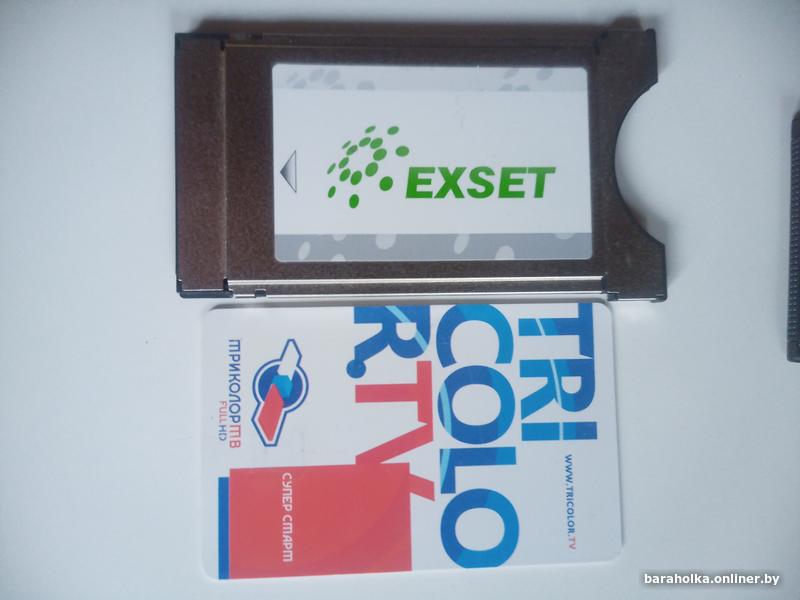 EXSET
TRI
COLO
R.TV
WWW.TRICOLOR.TV
ТРИКОЛОР ТВ
FULL HD
СУПЕР СТАРТ
baraholka.onliner.by